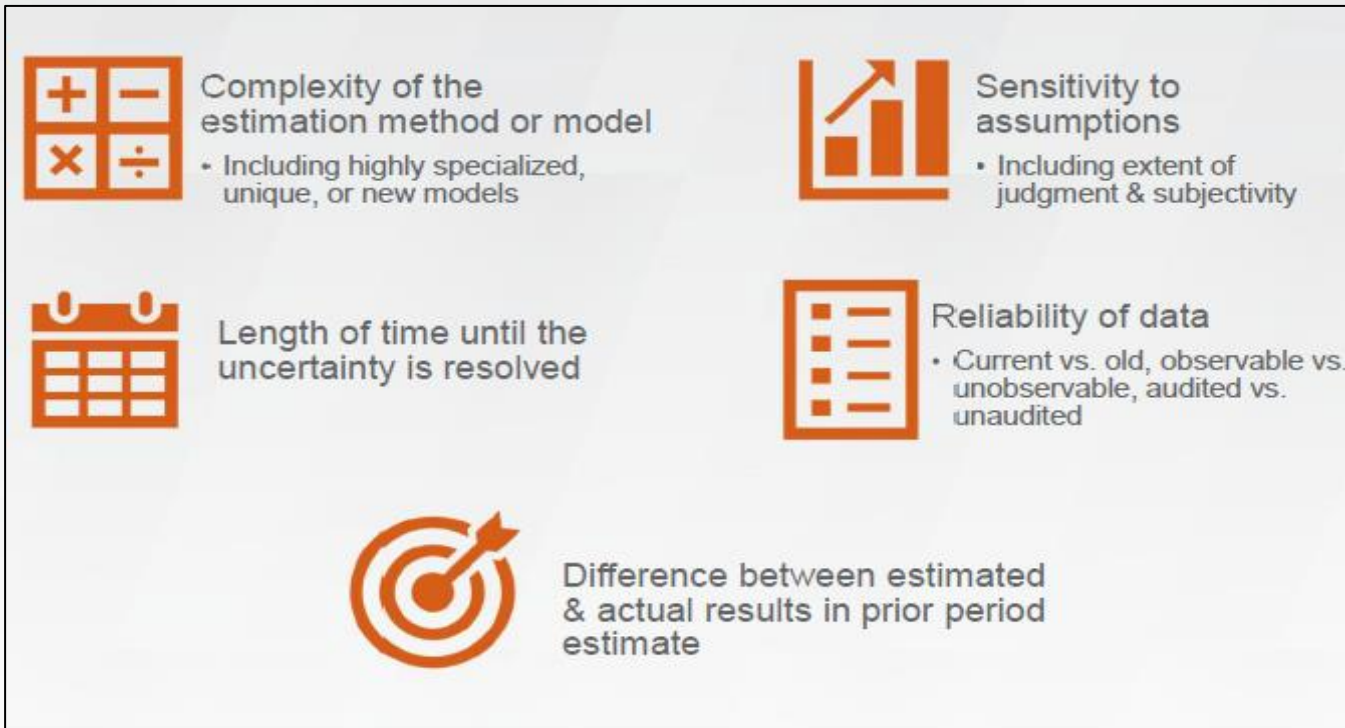 Complexity of the
estimation method or model
• Including highly specialized,
unique, or new models
Sensitivity to
assumptions
• Including extent of
judgment & subjectivity
Length of time until the
uncertainty is resolved
Reliability of data
• Current vs. old, observable vs.
unobservable, audited vs.
unaudited
Difference between estimated
& actual results in prior period
estimate